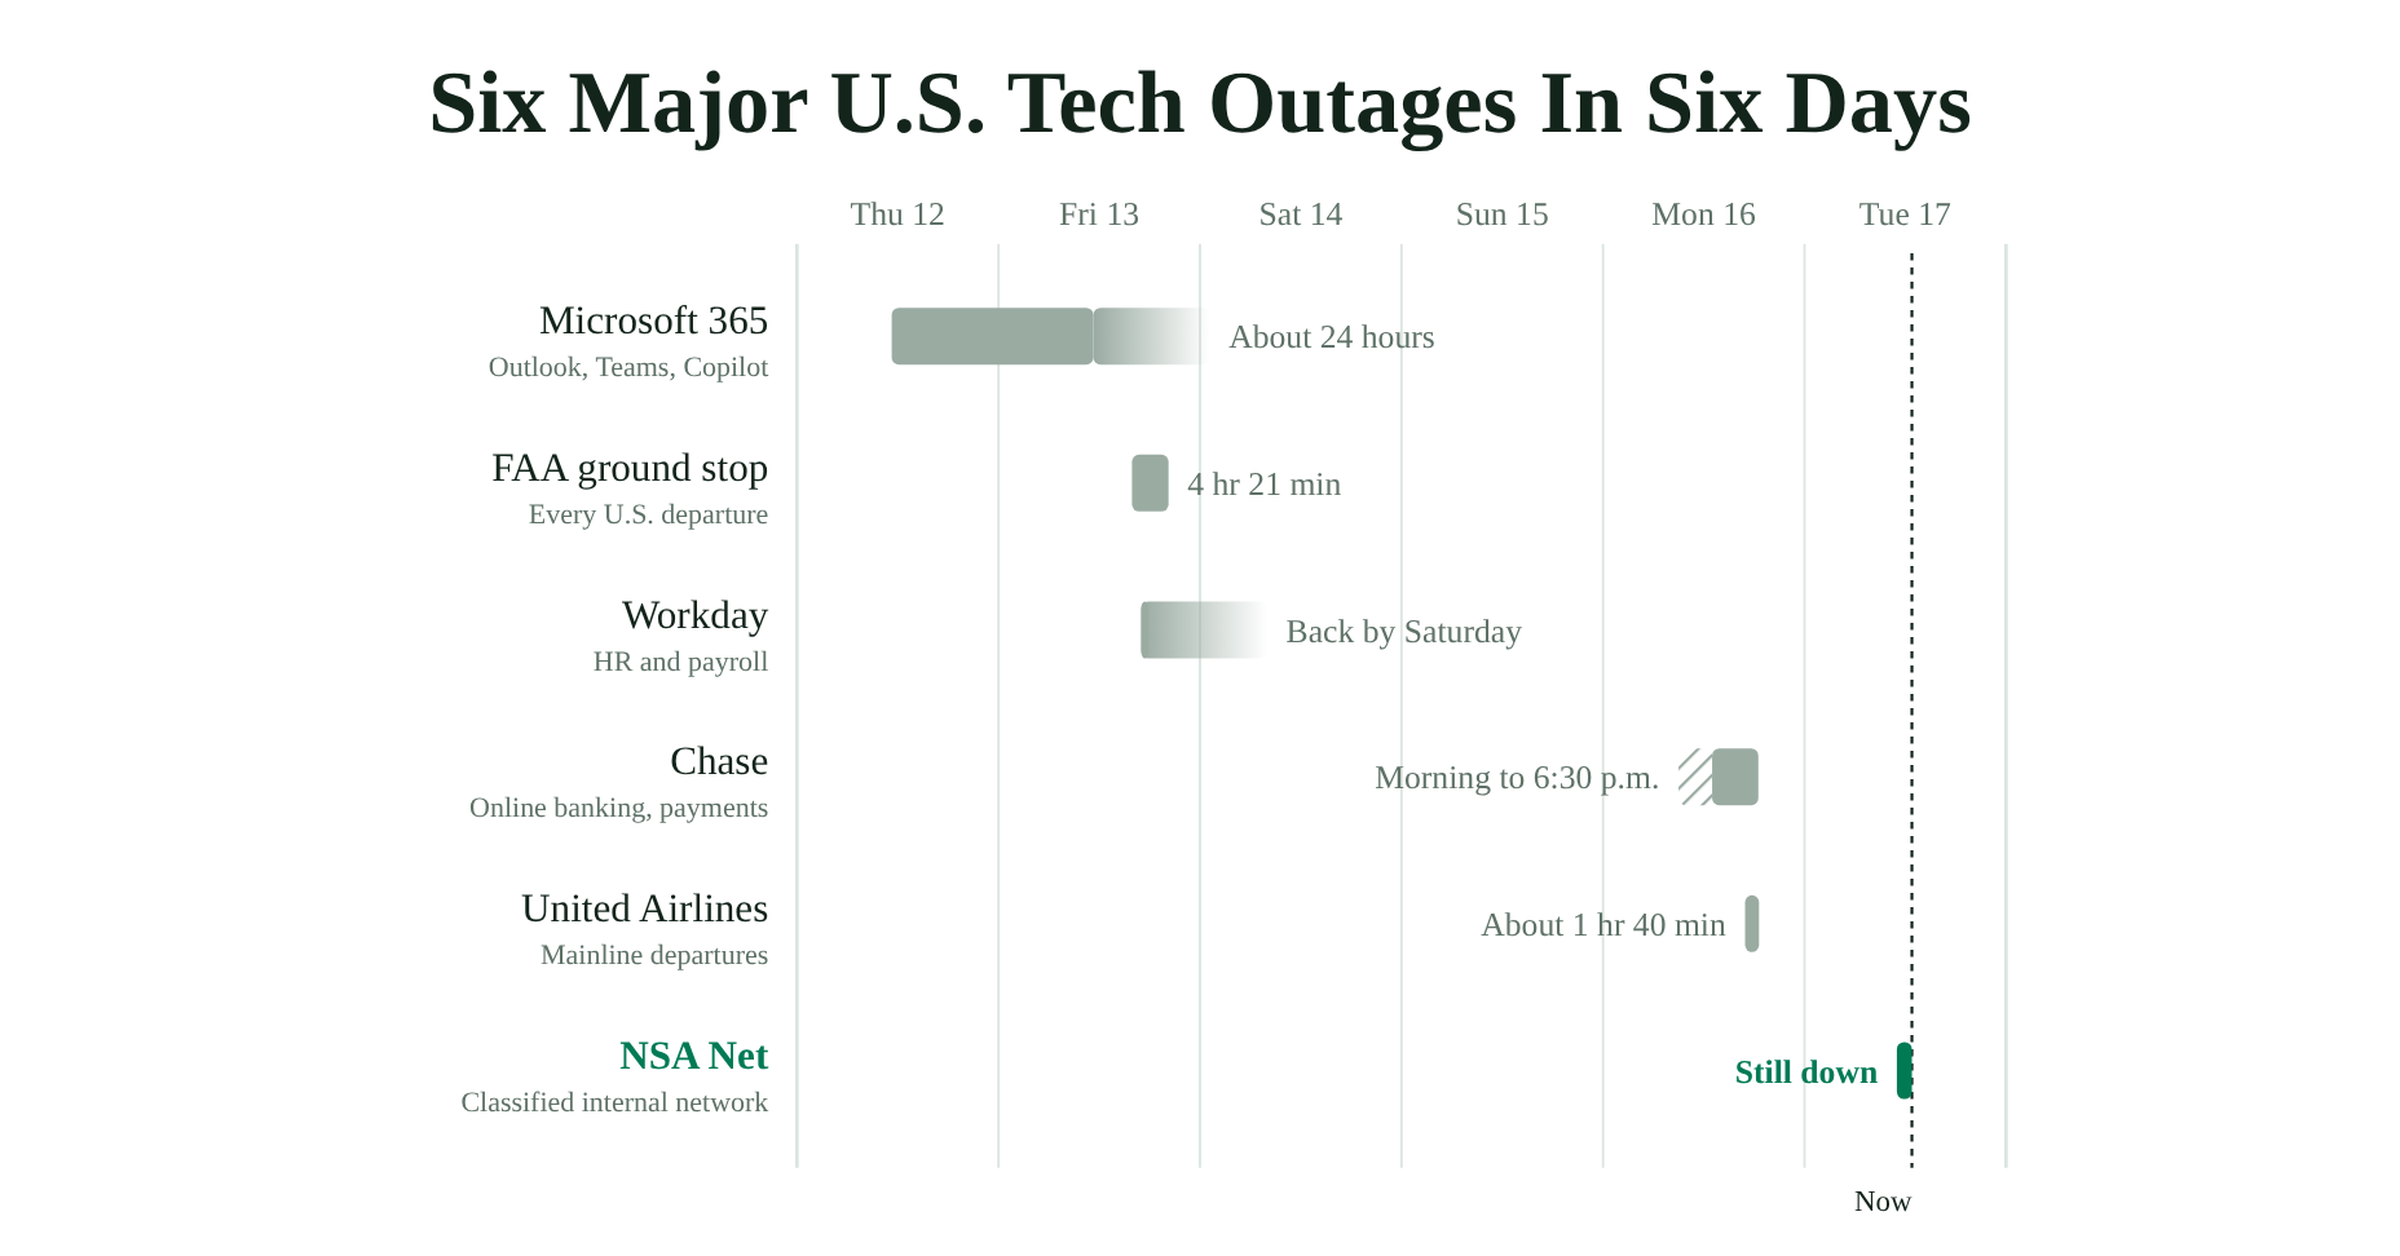 Six Major U.S. Tech Outages In Six Days
Thu 12 Fri 13 Sat 14 Sun 15 Mon 16 Tue 17
Microsoft 365
Outlook, Teams, Copilot
About 24 hours
FAA ground stop
Every U.S. departure
4 hr 21 min
Workday
HR and payroll
Back by Saturday
Chase
Online banking, payments
Morning to 6:30 p.m.
United Airlines
Mainline departures
About 1 hr 40 min
NSA Net
Classified internal network
Still down
Now